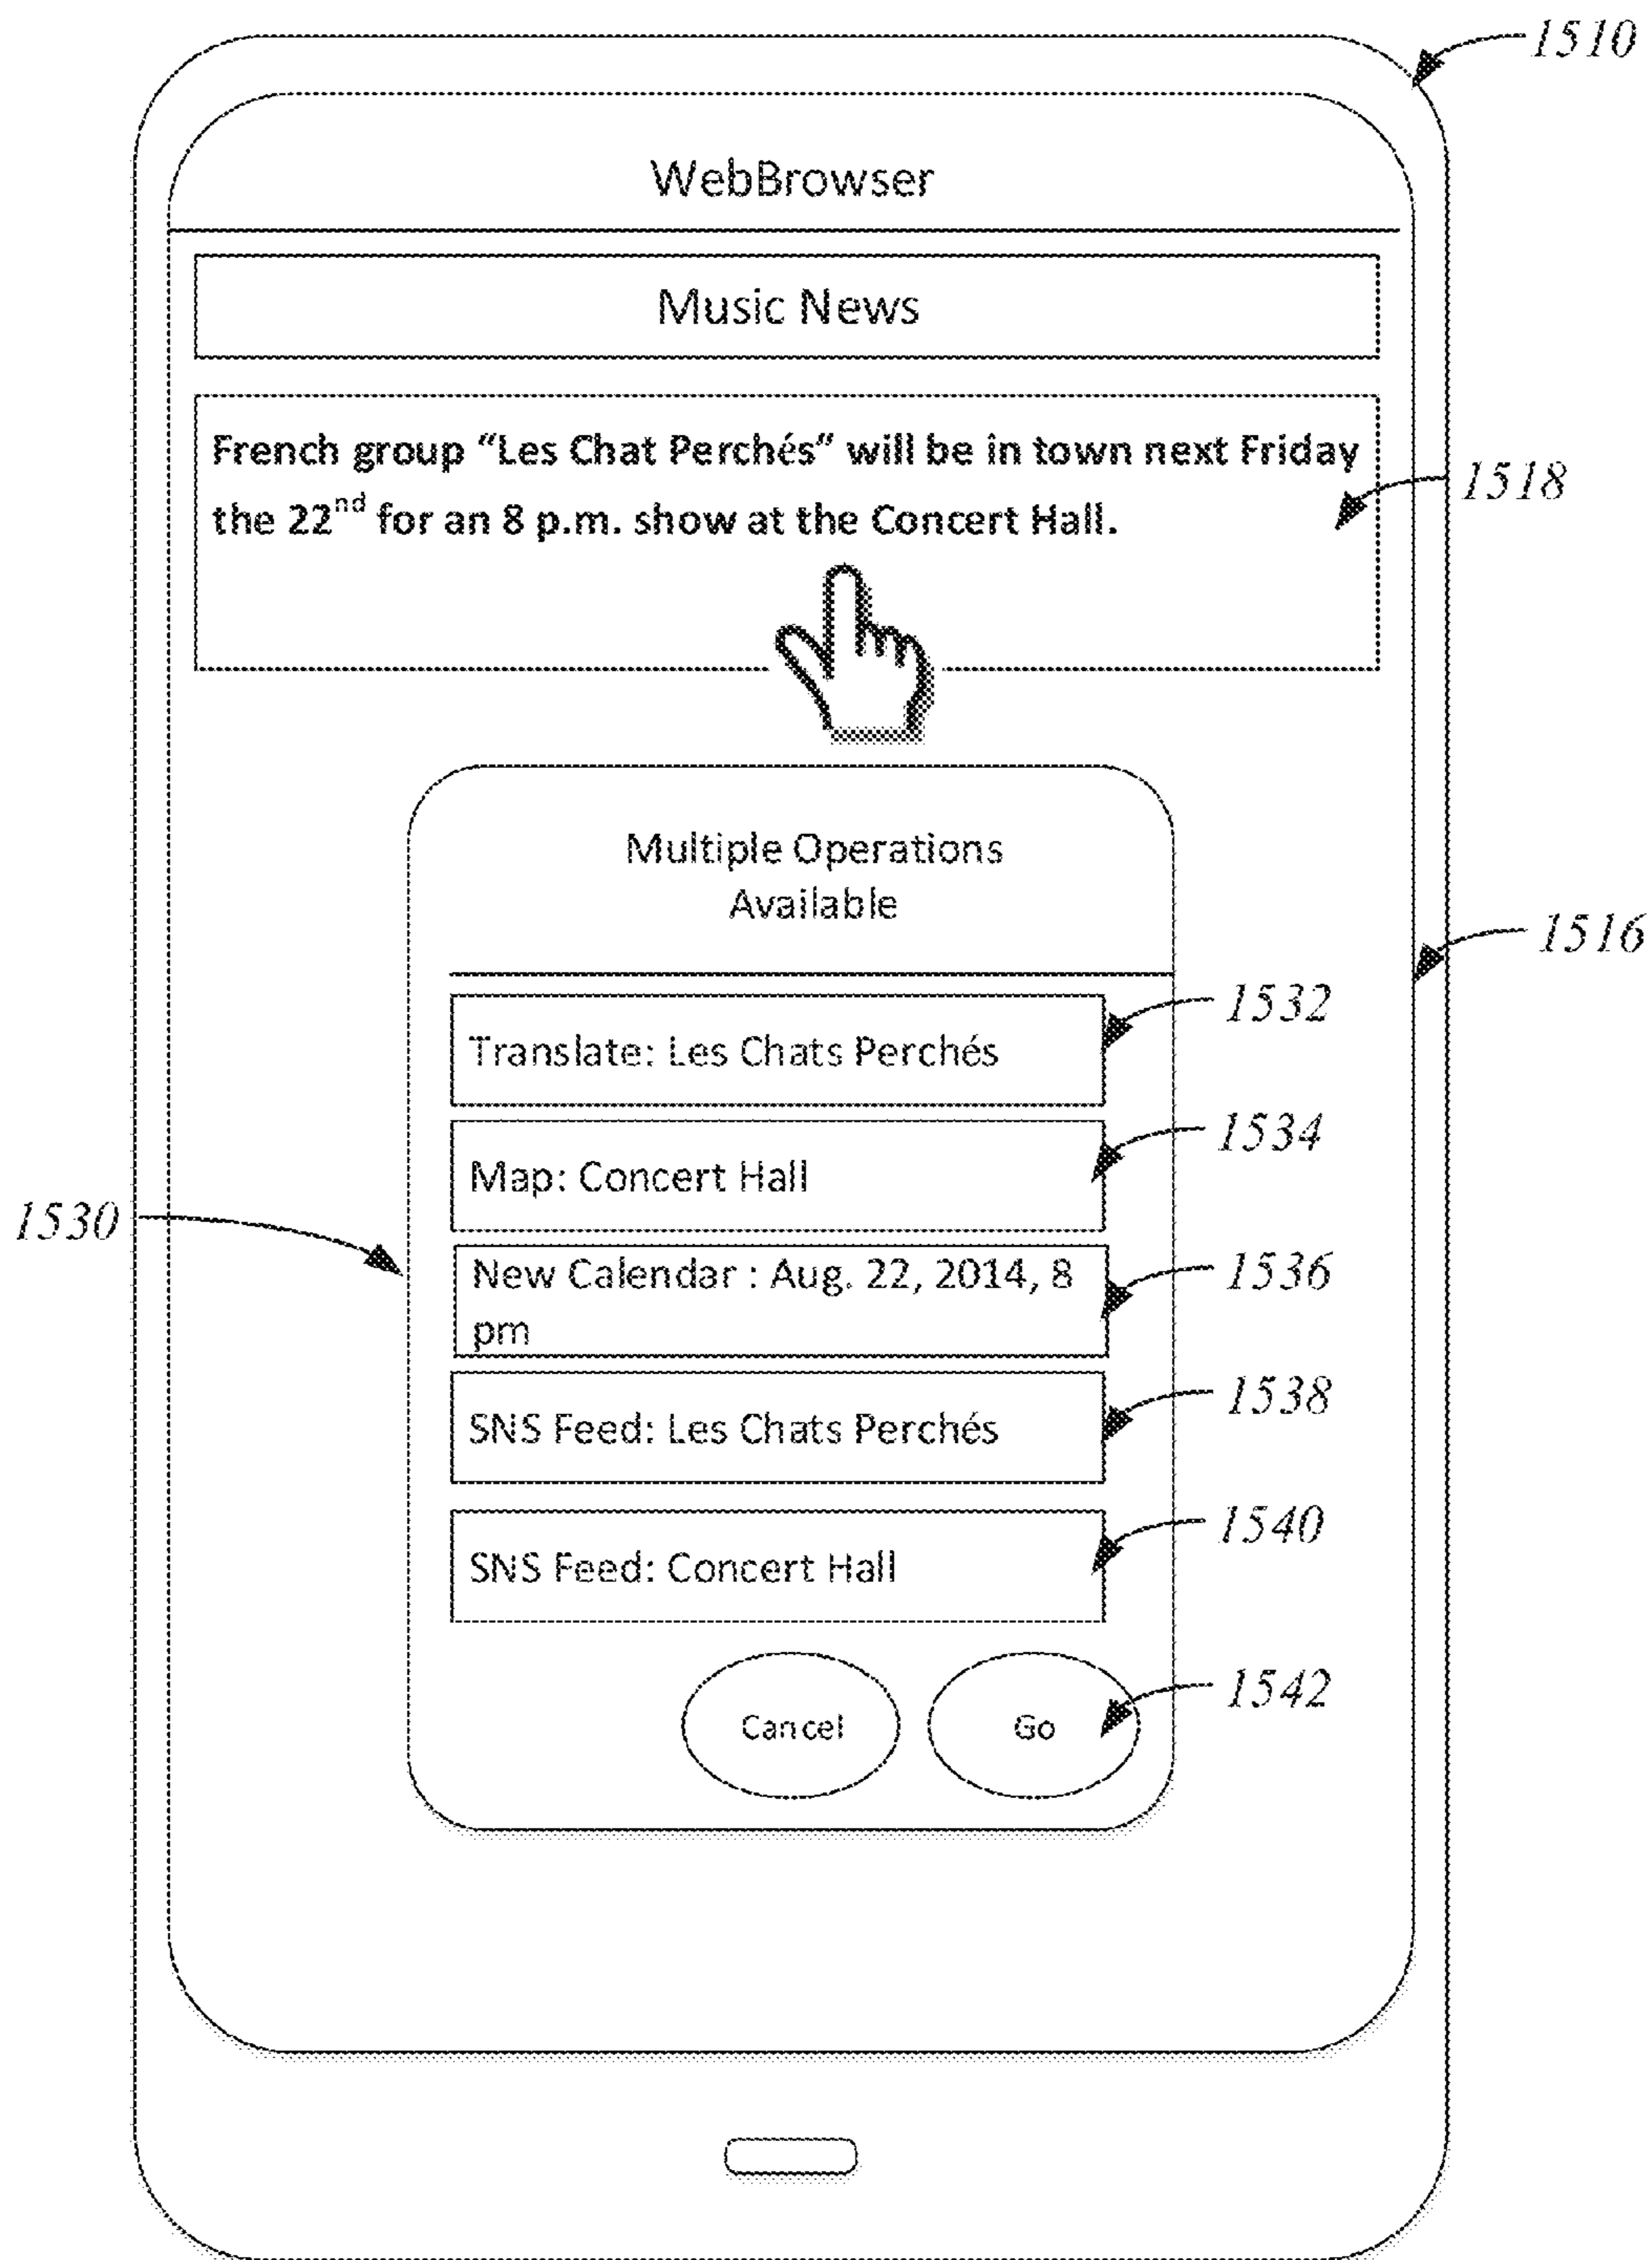 1510
WebBrowser
Music News
French group “Les Chat Perchés” will be in town next Friday
the 22nd for an 8 p.m. show at the Concert Hall.
1518
Multiple Operations
Available
1516
1532
Translate: Les Chats Perchés
1534
Map: Concert Hall
1530
1536
New Calendar : Aug. 22, 2014, 8
pm
1538
SNS Feed: Les Chats Perchés
1540
SNS Feed: Concert Hall
1542
Cancel
Go